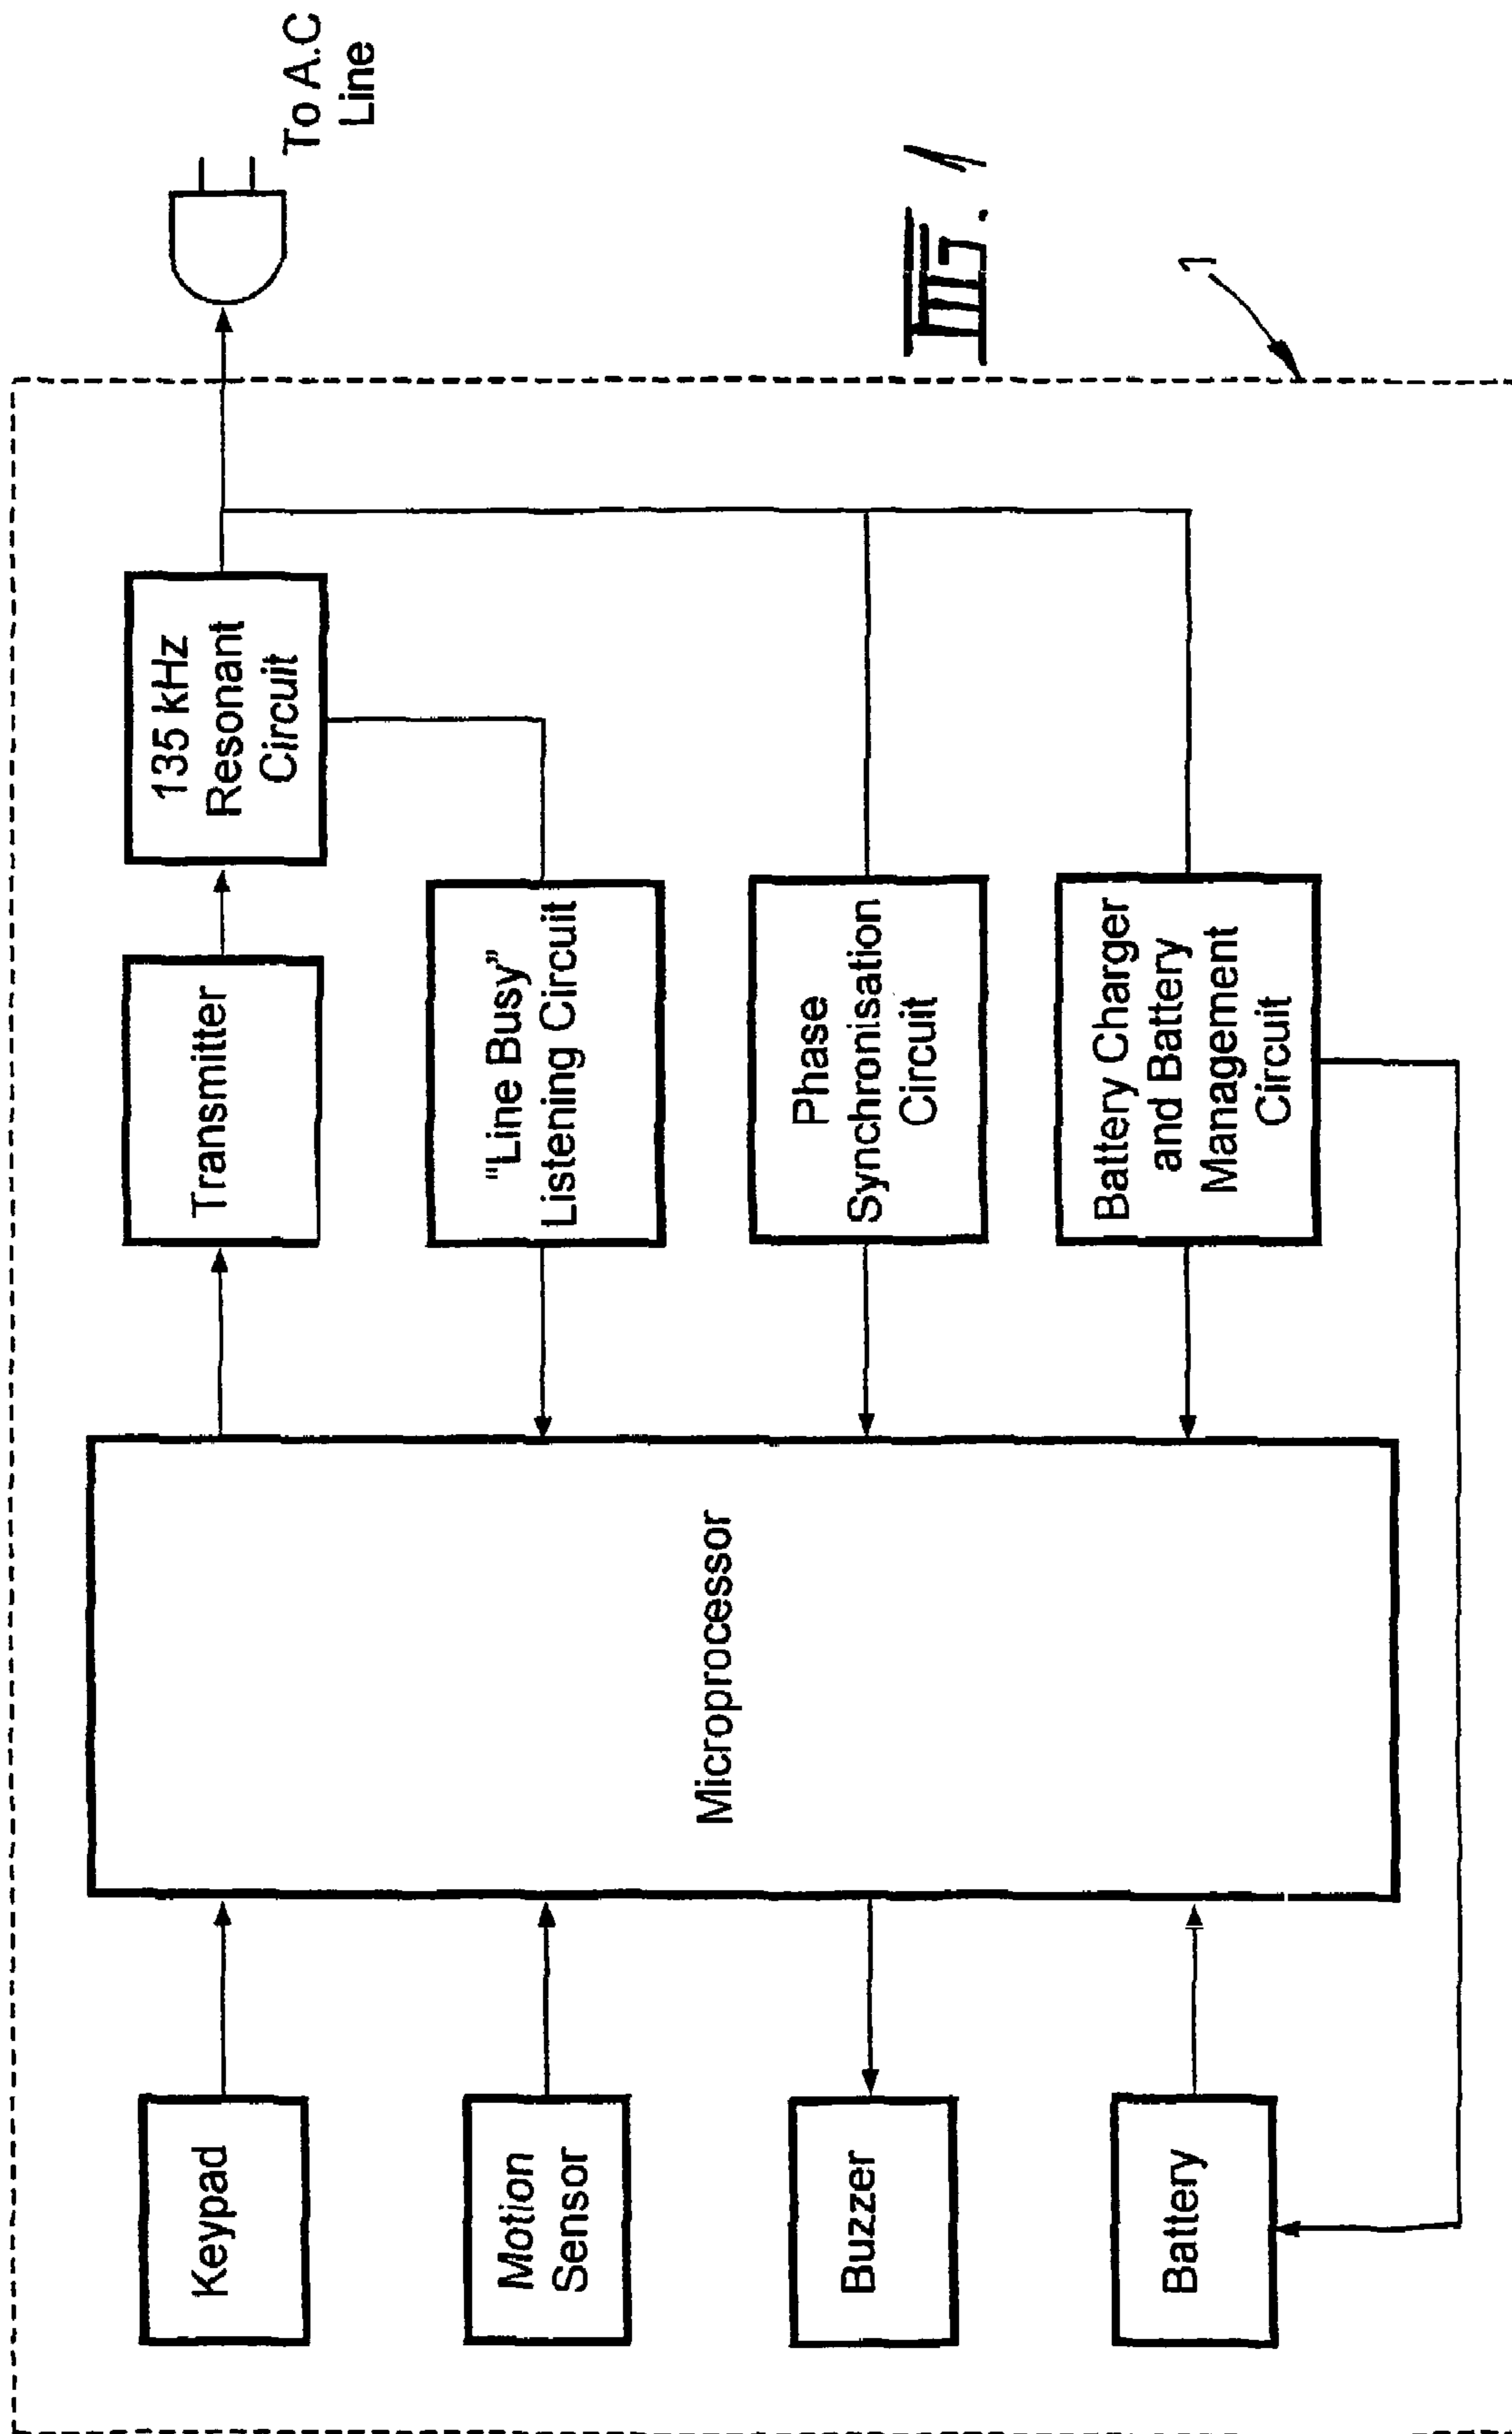 Keypad
Motion
Sensor
Buzzer
Battery
Microprocessor
Transmitter
"Line Busy"
Listening Circuit
Phase
Synchronisation
Circuit
Battery Charger
and Battery
Management
Circuit
135 kHz
Resonant
Circuit
To A.C
Line
1